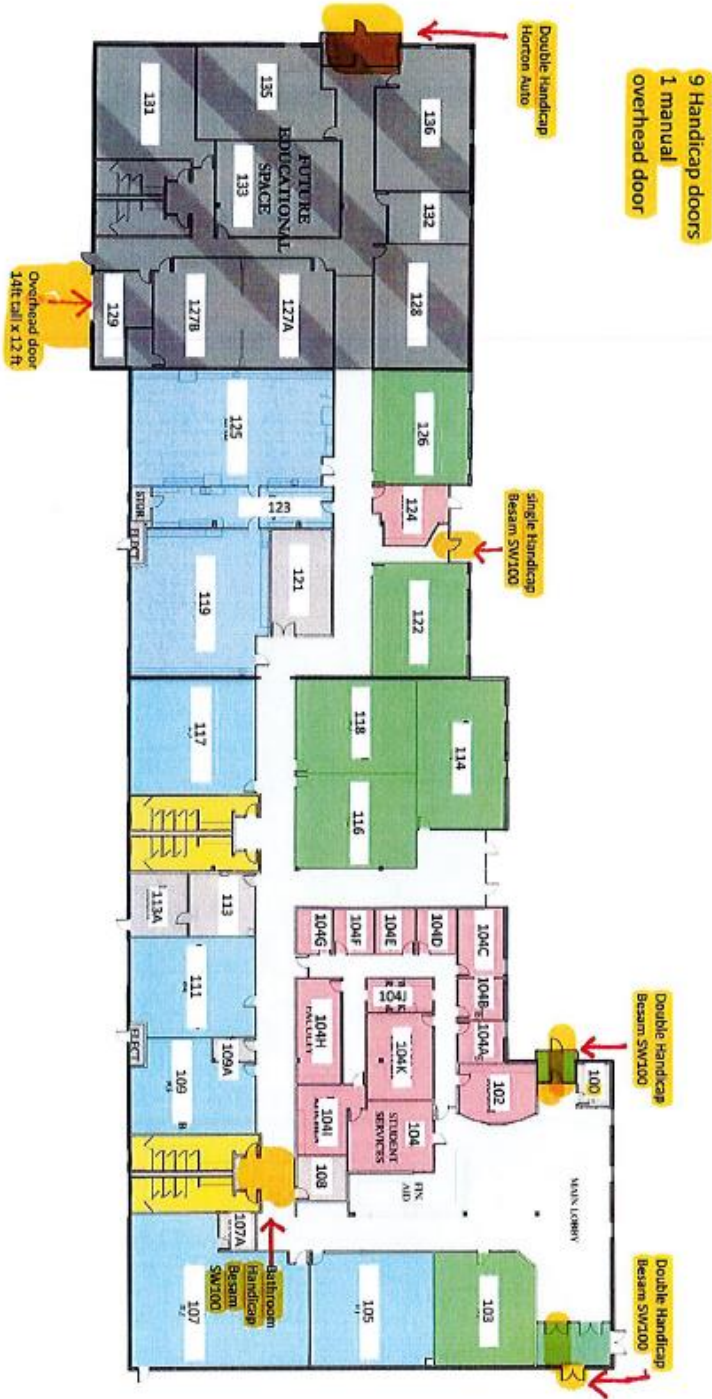 9 Handicap doors
1 manual
overhead door
Double Handicap
Horton Auto
Overhead door
14ft tall x 12 ft
single Handicap
Besam SW100
Double Handicap
Besam SW100
Double Handicap
Besam SW100
Bathroom
Handicap
Besam
SW100
FUTURE
EDUCATIONAL
SPACE
131
135
133
136
132
128
129
127B
127A
125
126
124
123
STOR
ELECT
121
119
122
117
118
114
116
113A
113
111
ELECT
109A
109
104G
104F
104E
104D
104C
104B
104A
104J
104H
FACULTY
104K
104I
104
STUDENT
SERVICES
102
100
108
FIN
AID
MAIN LOBBY
107A
107
105
103